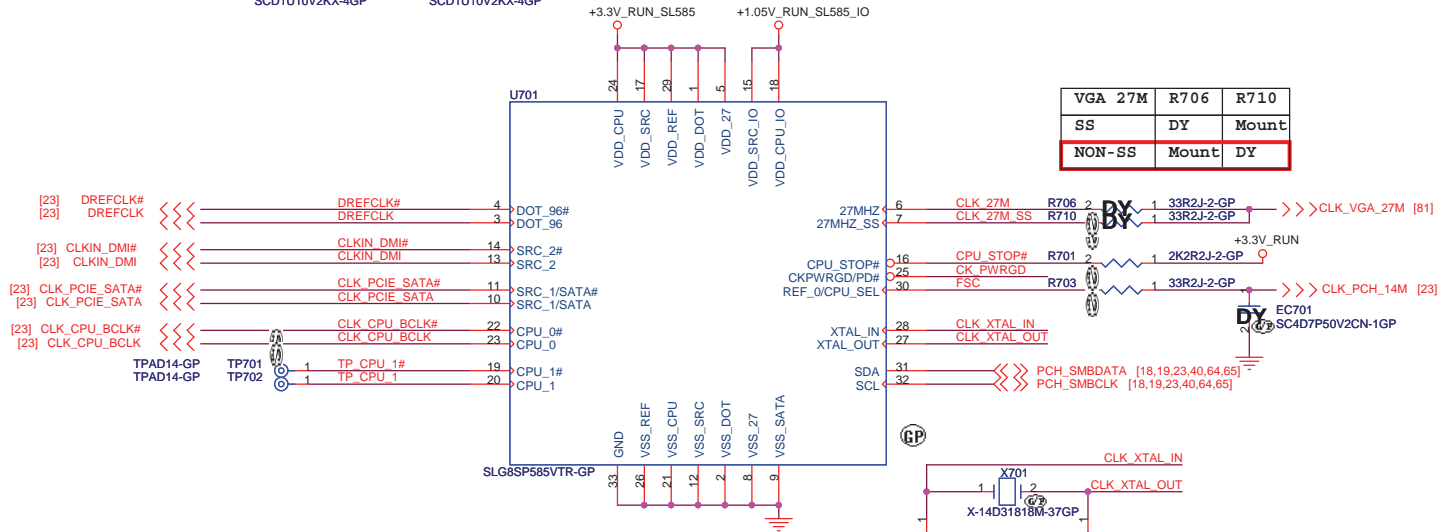 SCD1U10V2KX-4GP SCD1U10V2KX-4GP
+3.3V_RUN_SL585 +1.05V_RUN_SL585_IO
U701
24 17 29 1 5 15 18
VDD_CPU VDD_SRC VDD_REF VDD_DOT VDD_27 VDD_SRC_IO VDD_CPU_IO
VGA 27M R706 R710
SS DY Mount
NON-SS Mount DY
[23] DREFCLK# DREFCLK# 4 DOT_96#
[23] DREFCLK DREFCLK 3 DOT_96
[23] CLKIN_DMI# CLKIN_DMI# 14 SRC_2#
[23] CLKIN_DMI CLKIN_DMI 13 SRC_2
[23] CLK_PCIE_SATA# CLK_PCIE_SATA# 11 SRC_1/SATA#
[23] CLK_PCIE_SATA CLK_PCIE_SATA 10 SRC_1/SATA
[23] CLK_CPU_BCLK# CLK_CPU_BCLK# 22 CPU_0#
[23] CLK_CPU_BCLK CLK_CPU_BCLK 23 CPU_0
TPAD14-GP TP701 1 TP_CPU_1# 19 CPU_1#
TPAD14-GP TP702 1 TP_CPU_1 20 CPU_1
27MHZ 6 CLK_27M R706 2 DY 1 33R2J-2-GP CLK_VGA_27M [81]
27MHZ_SS 7 CLK_27M_SS R710 DY 1 33R2J-2-GP
+3.3V_RUN
CPU_STOP# 16 CPU_STOP# R701 2 1 2K2R2J-2-GP
CKPWRGD/PD# 25 CK_PWRGD
REF_0/CPU_SEL 30 FSC R703 1 33R2J-2-GP CLK_PCH_14M [23]
1 DY 2 GP EC701
SC4D7P50V2CN-1GP
XTAL_IN 28 CLK_XTAL_IN
XTAL_OUT 27 CLK_XTAL_OUT
SDA 31 PCH_SMBDATA [18,19,23,40,64,65]
SCL 32 PCH_SMBCLK [18,19,23,40,64,65]
GND VSS_REF VSS_CPU VSS_SRC VSS_DOT VSS_27 VSS_SATA
33 26 21 12 2 8 9
SLG8SP585VTR-GP
GP
CLK_XTAL_IN
X701
1 2 CLK_XTAL_OUT
GP
X-14D31818M-37GP
1 1